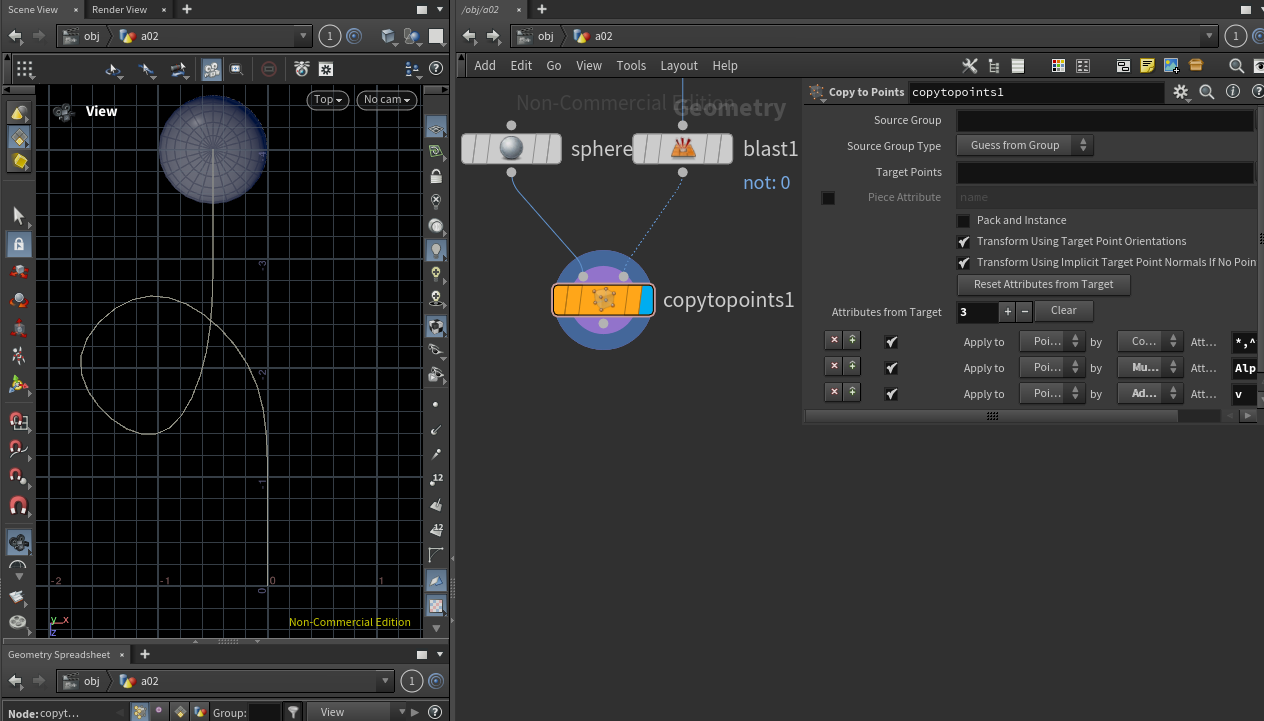 Scene View × Render View × +
/obj/a02 × +
obj a02 1
obj a02 1
Add Edit Go View Tools Layout Help
View Top No cam
Non-Commercial Edition
Geometry
sphere
blast1
not: 0
copytopoints1
Copy to Points copytopoints1
Source Group
Source Group Type Guess from Group
Target Points
Piece Attribute name
Pack and Instance
Transform Using Target Point Orientations
Transform Using Implicit Target Point Normals If No Poin
Reset Attributes from Target
Attributes from Target 3 + − Clear
Apply to Poi... by Co... Att... *,^
Apply to Poi... by Mu... Att... Alp
Apply to Poi... by Ad... Att... v
4
-3
-2
-1
0
-2 -1 0 1
12
12
y x
z
Non-Commercial Edition
Geometry Spreadsheet × +
obj a02 1
Node: copyt... Group: View